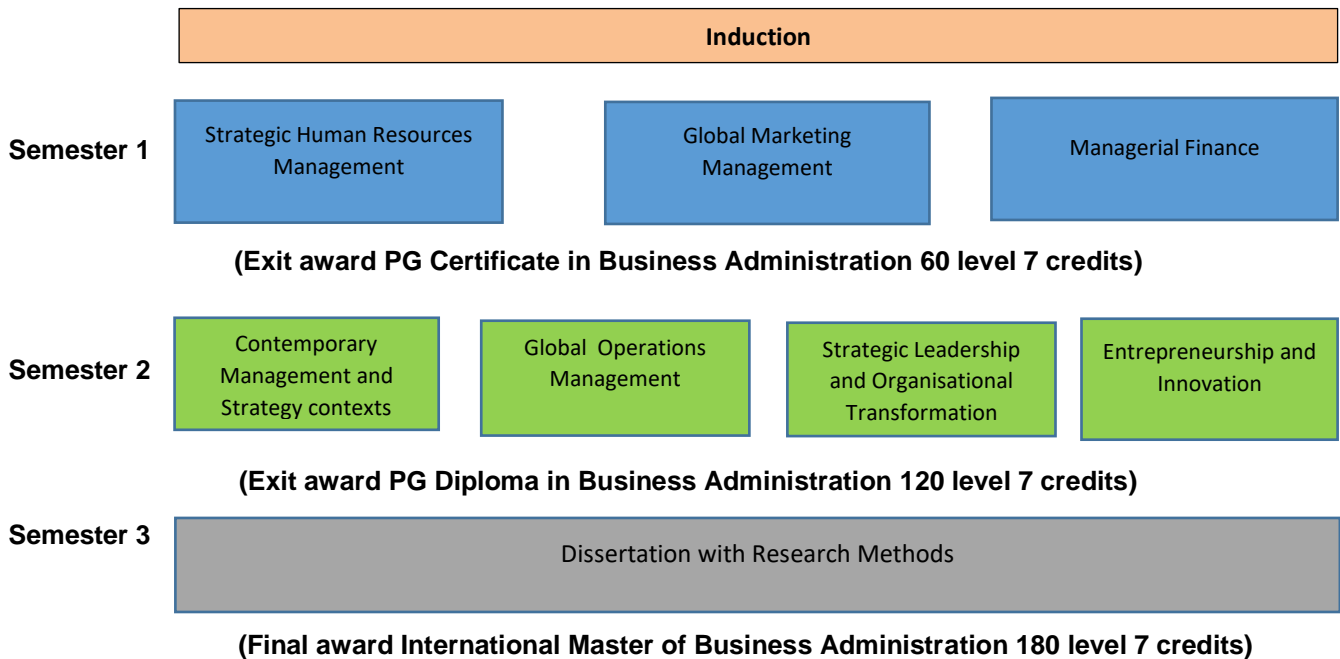 Induction
Semester 1
Strategic Human Resources
Management
Global Marketing
Management
Managerial Finance
(Exit award PG Certificate in Business Administration 60 level 7 credits)
Semester 2
Contemporary
Management and
Strategy contexts
Global  Operations
Management
Strategic Leadership
and Organisational
Transformation
Entrepreneurship and
Innovation
(Exit award PG Diploma in Business Administration 120 level 7 credits)
Semester 3
Dissertation with Research Methods
(Final award International Master of Business Administration 180 level 7 credits)